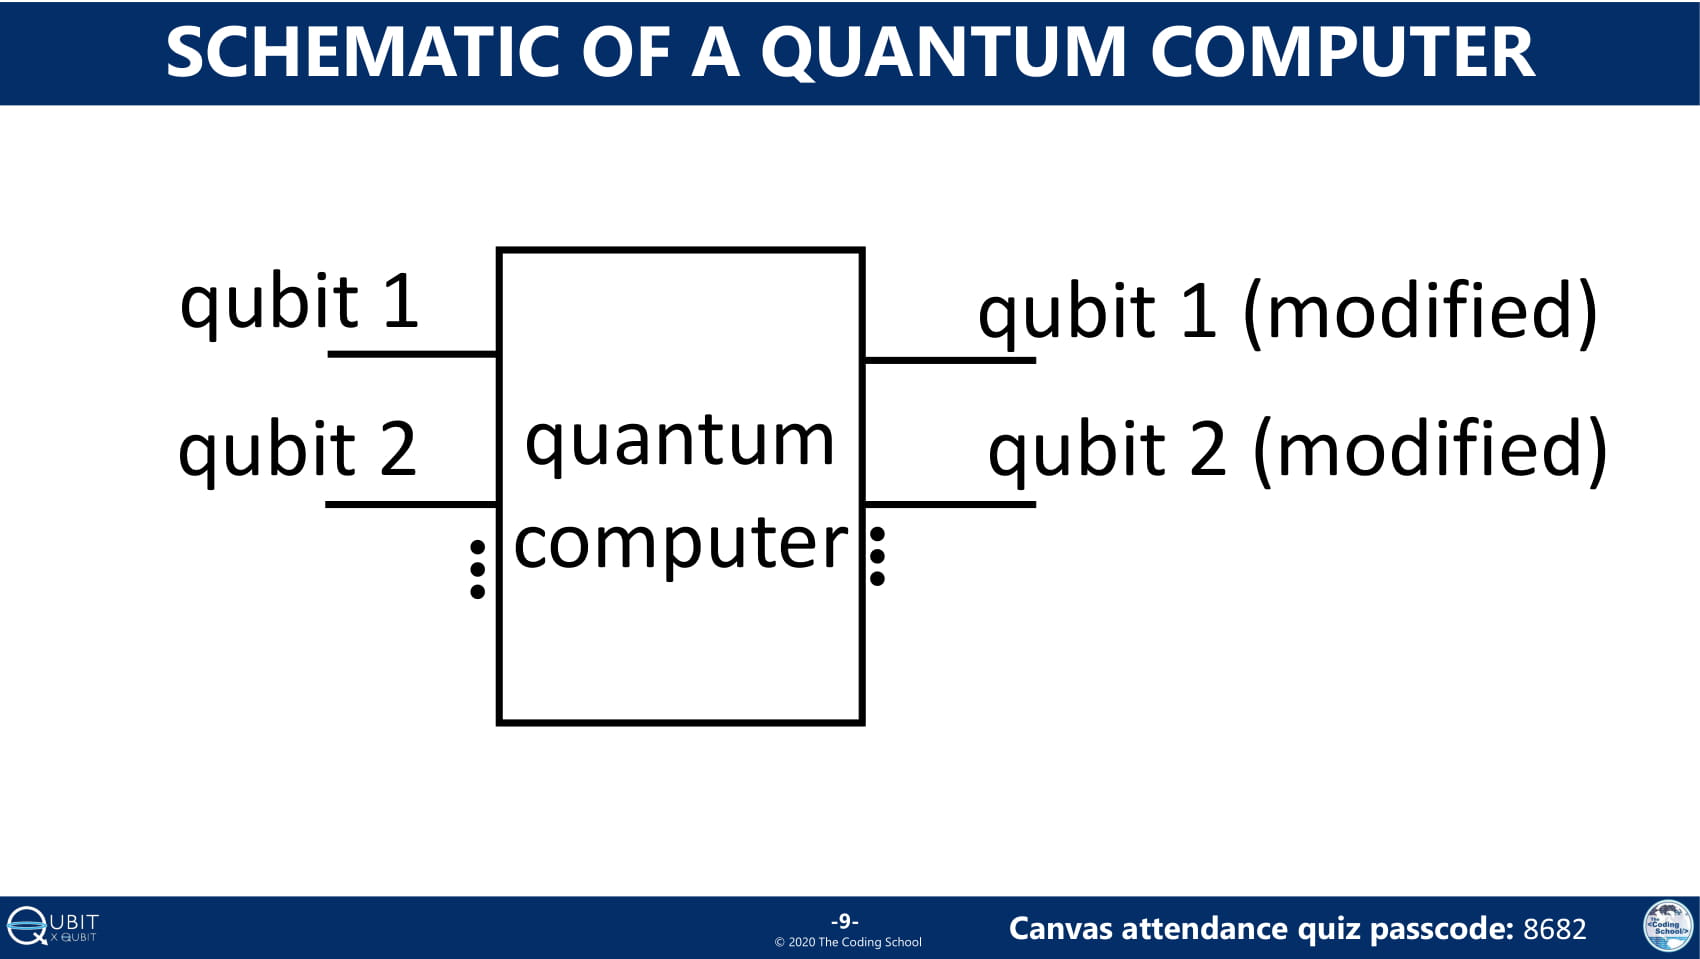 SCHEMATIC OF A QUANTUM COMPUTER
qubit 1
qubit 1 (modified)
qubit 2
quantum
qubit 2 (modified)
computer
QUBIT
X QUBIT
-9-
© 2020 The Coding School
Canvas attendance quiz passcode: 8682
The
<Coding
School/>